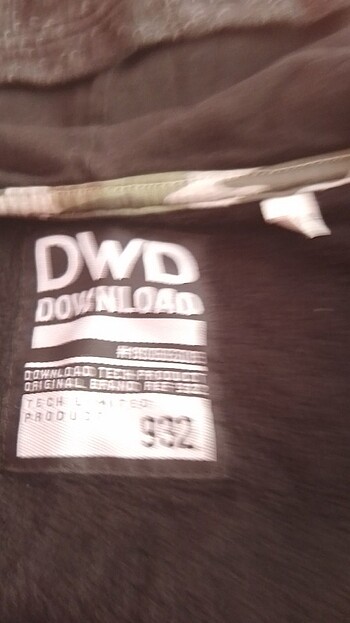 DWD
DOWNLOAD
DOWNLOAD TECH PRODUCT
ORIGINAL BRAND
TECH LIMITED
PRODUCT
932